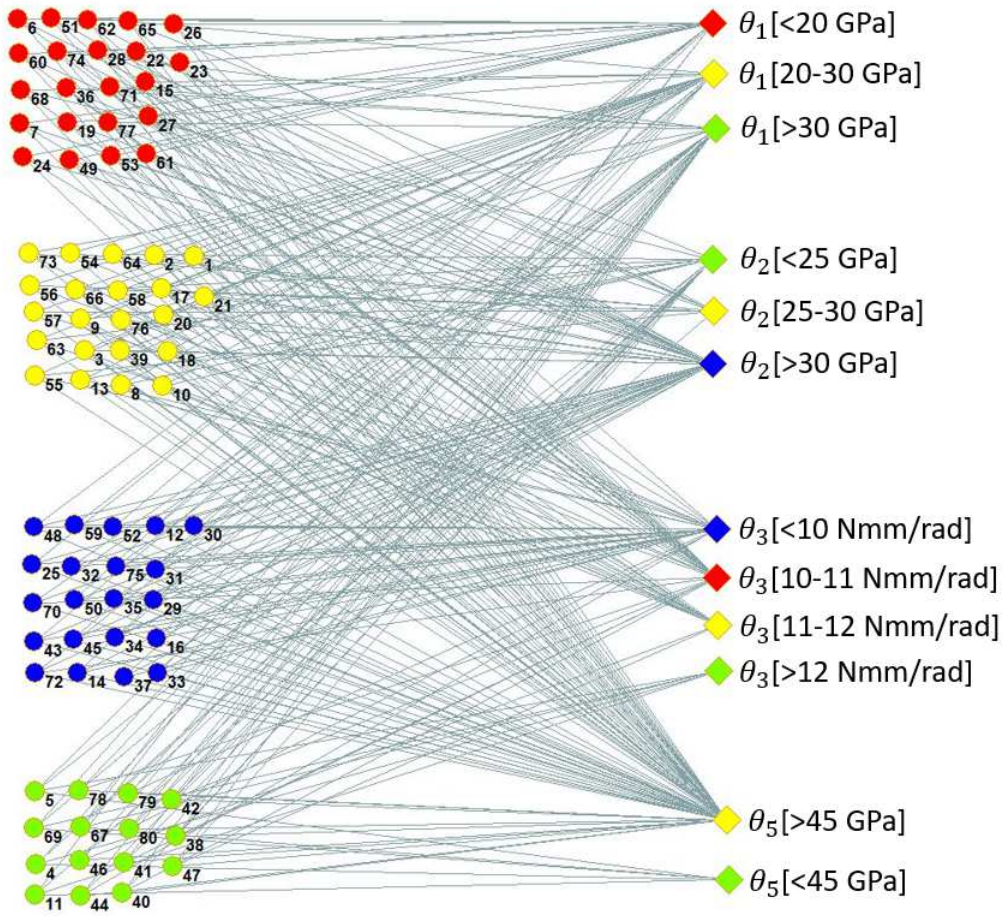 6 51 62 65 26
60 74 28 22 23
68 36 71 15
7 19 77 27
24 49 53 61
73 54 64 2 1
56 66 58 17 21
57 9 76 20
63 3 39 18
55 13 8 10
48 59 52 12 30
25 32 75 31
70 50 35 29
43 45 34 16
72 14 37 33
5 78 79 42
69 67 80 38
4 46 41 47
11 44 40
θ₁[<20 GPa]
θ₁[20-30 GPa]
θ₁[>30 GPa]
θ₂[<25 GPa]
θ₂[25-30 GPa]
θ₂[>30 GPa]
θ₃[<10 Nmm/rad]
θ₃[10-11 Nmm/rad]
θ₃[11-12 Nmm/rad]
θ₃[>12 Nmm/rad]
θ₅[>45 GPa]
θ₅[<45 GPa]